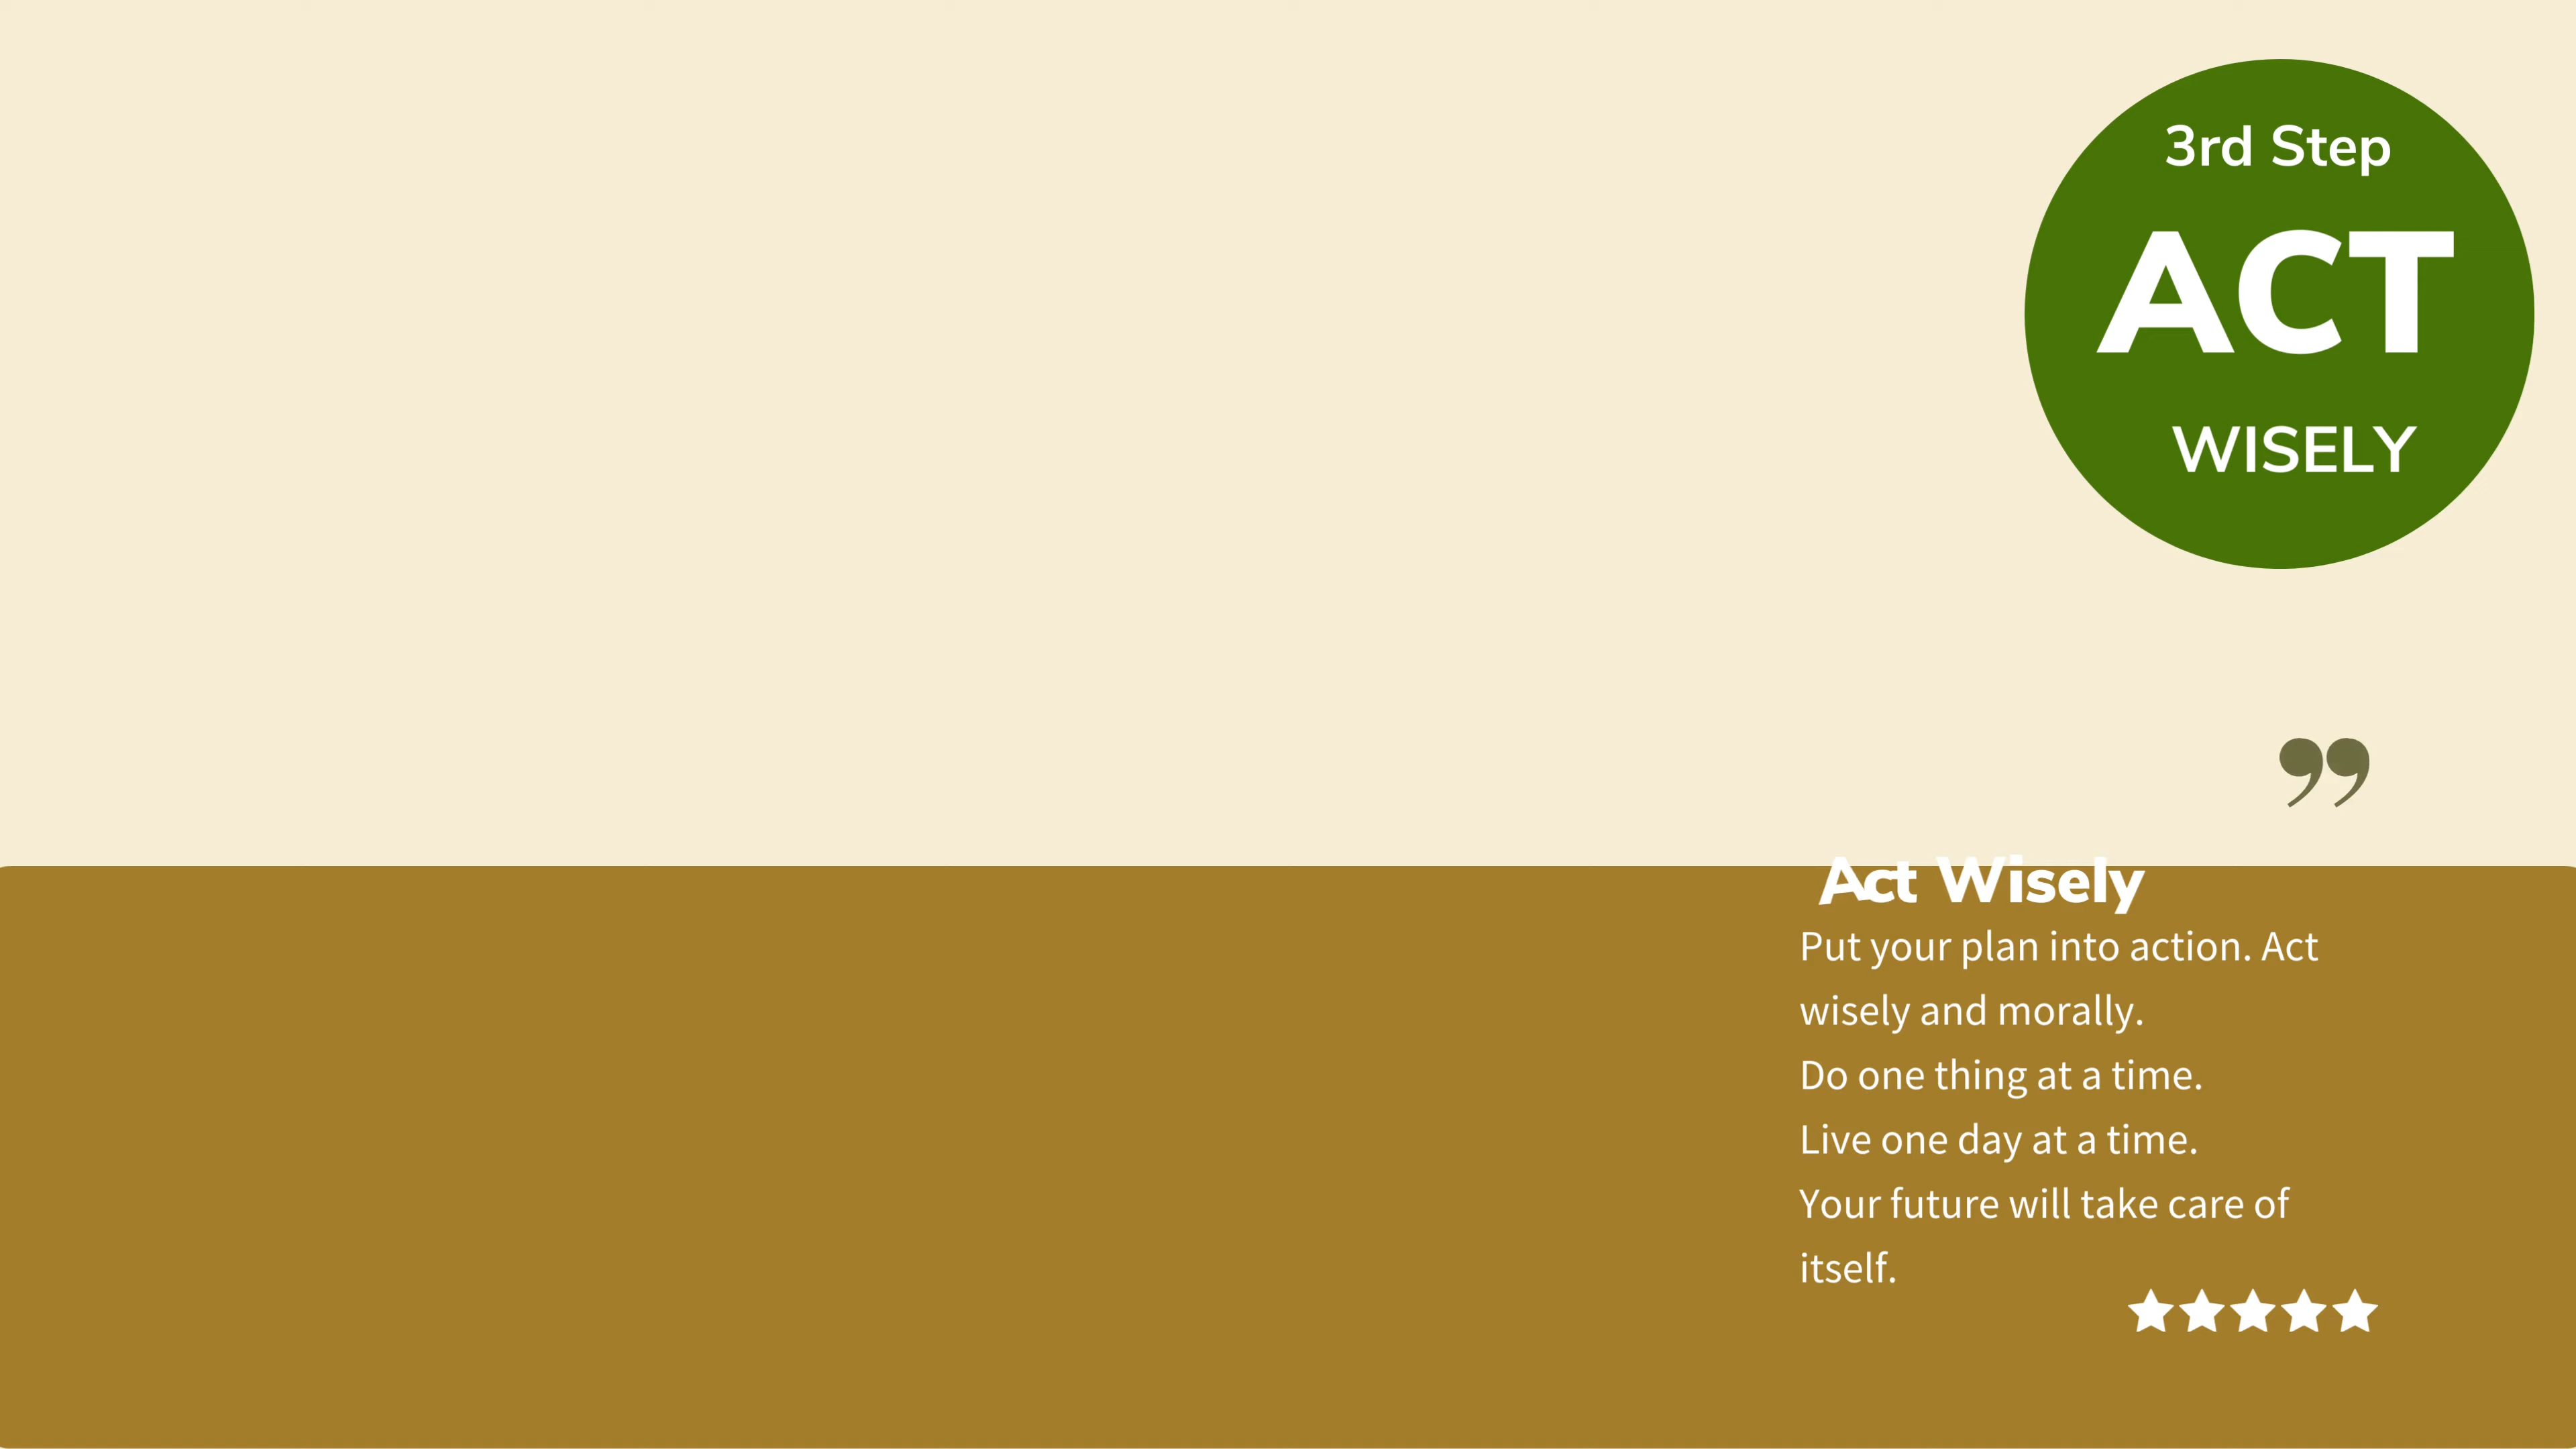 3rd Step
ACT
WISELY
”
Act Wisely
Put your plan into action. Act
wisely and morally.
Do one thing at a time.
Live one day at a time.
Your future will take care of
itself.